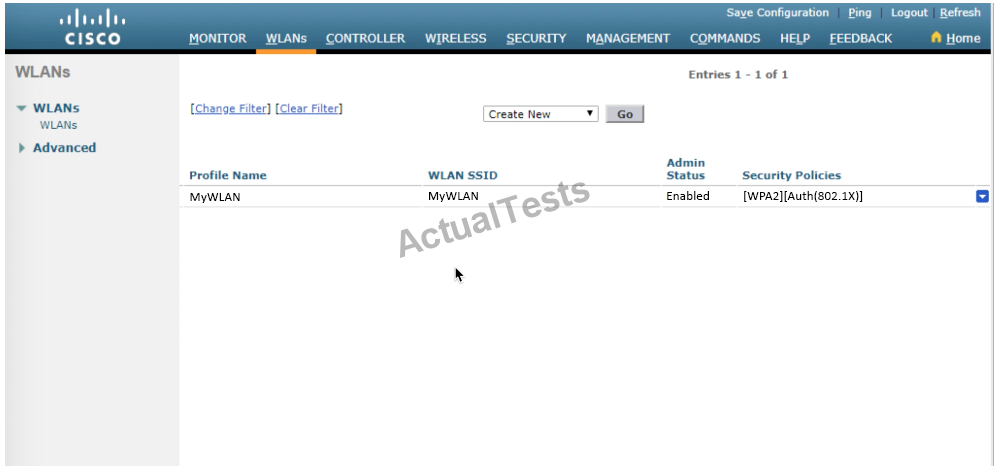 Save Configuration | Ping | Logout | Refresh
CISCO
MONITOR WLANs CONTROLLER WIRELESS SECURITY MANAGEMENT COMMANDS HELP FEEDBACK Home
WLANs
Entries 1 - 1 of 1
WLANs
WLANs
Advanced
[Change Filter] [Clear Filter]
Create New Go
Profile Name WLAN SSID Admin Status Security Policies
MyWLAN MyWLAN Enabled [WPA2][Auth(802.1X)]
ActualTests